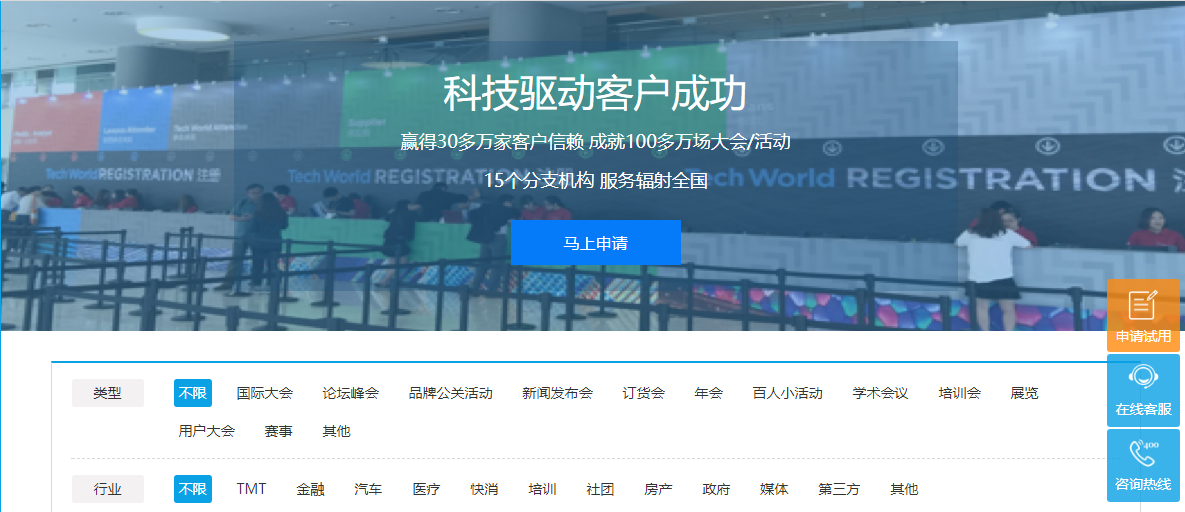 科技驱动客户成功
赢得30多万家客户信赖 成就100多万场大会/活动
15个分支机构 服务辐射全国
马上申请
Supplier
Tech World
Tech World REGISTRATION 注册
Tech World REGISTRATION 注册
Tech World REGISTRATION
申请试用
在线客服
400
咨询热线
类型 不限 国际大会 论坛峰会 品牌公关活动 新闻发布会 订货会 年会 百人小活动 学术会议 培训会 展览
用户大会 赛事 其他
行业 不限 TMT 金融 汽车 医疗 快消 培训 社团 房产 政府 媒体 第三方 其他